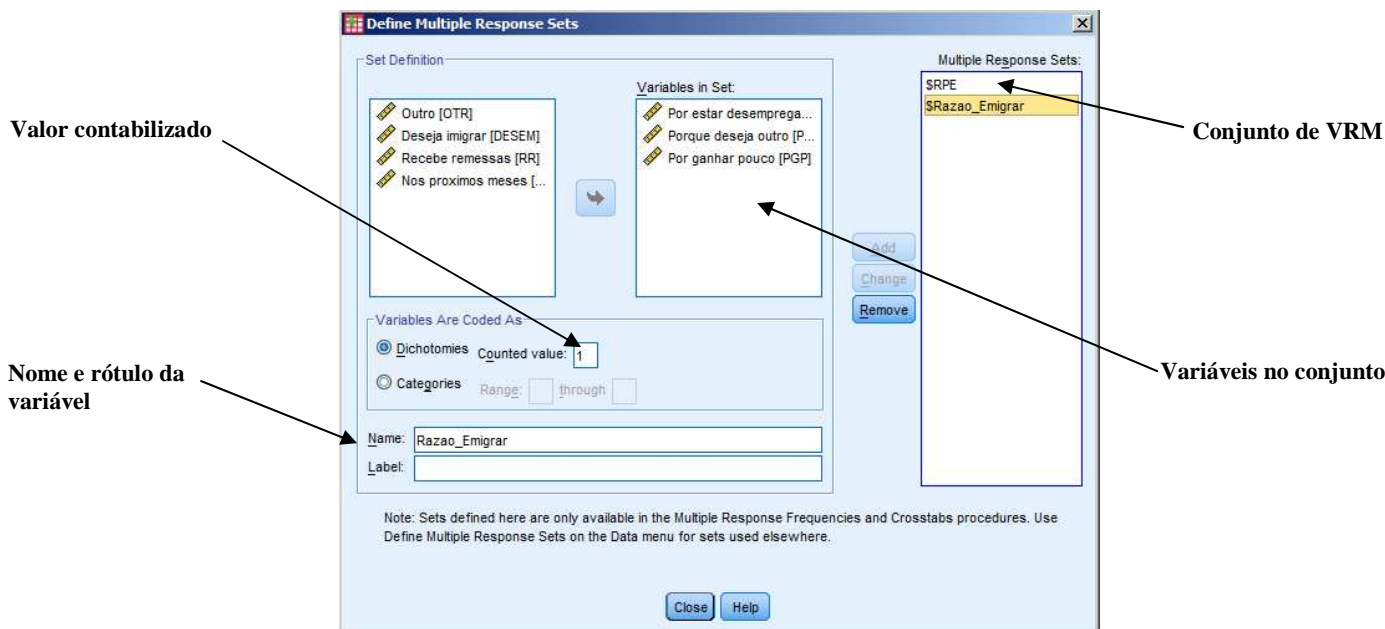 Define Multiple Response Sets
Set Definition
Multiple Response Sets:
Variables in Set:
Outro [OTR]
Deseja imigrar [DESEM]
Recebe remessas [RR]
Nos proximos meses [...
Por estar desemprega...
Porque deseja outro [P...
Por ganhar pouco [PGP]
$RPE
$Razao_Emigrar
Valor contabilizado
Conjunto de VRM
Add
Change
Remove
Variables Are Coded As
Dichotomies Counted value: 1
Categories Range: through
Nome e rótulo da
variável
Variáveis no conjunto
Name: Razao_Emigrar
Label:
Note: Sets defined here are only available in the Multiple Response Frequencies and Crosstabs procedures. Use
Define Multiple Response Sets on the Data menu for sets used elsewhere.
Close Help